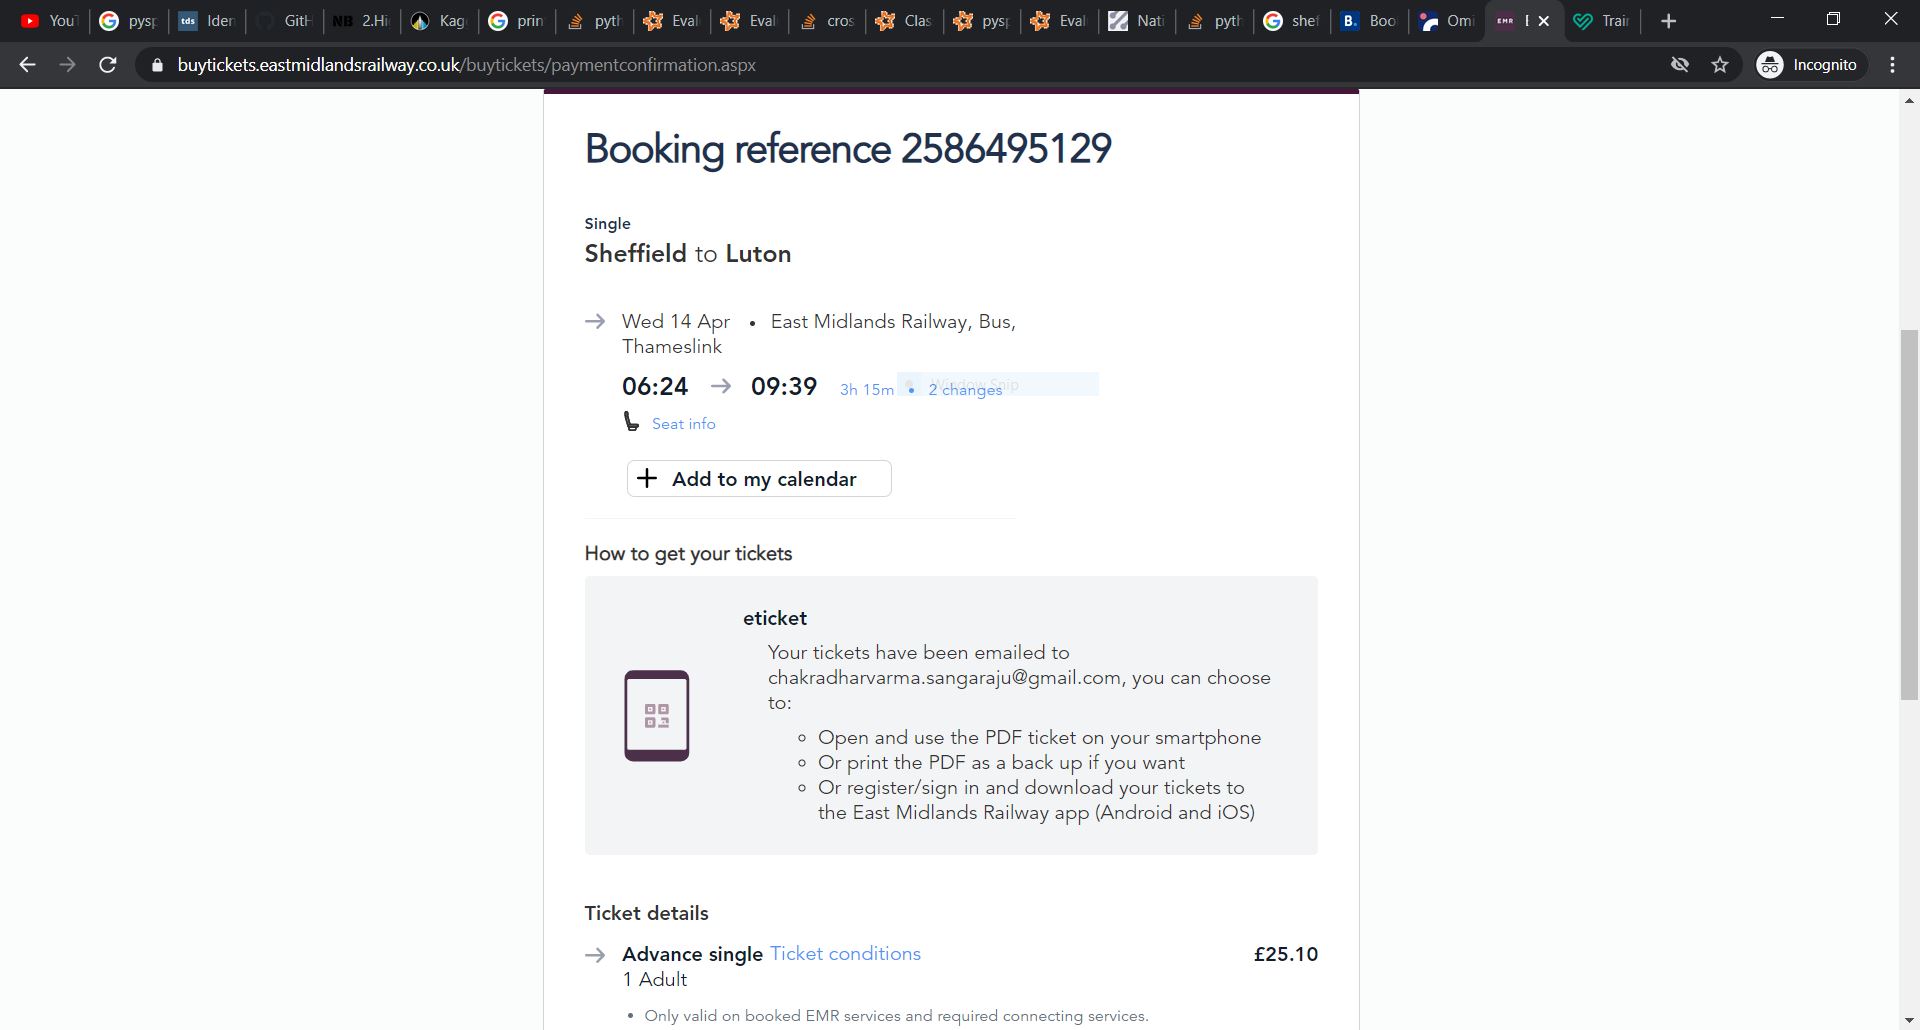 YouT
pysp
tds Iden
GitH
NB 2.Hi
Kag
prin
pyth
Eval
Eval
cros
Clas
pysp
Eval
Nati
pyth
shef
B. Boo
Omi
EMR E
Trair
buytickets.eastmidlandsrailway.co.uk/buytickets/paymentconfirmation.aspx
Incognito
Booking reference 2586495129
Single
Sheffield to Luton
Wed 14 Apr • East Midlands Railway, Bus,
Thameslink
06:24 → 09:39 3h 15m • 2 changes
Window Snip
Seat info
+ Add to my calendar
How to get your tickets
eticket
Your tickets have been emailed to
chakradharvarma.sangaraju@gmail.com, you can choose
to:
Open and use the PDF ticket on your smartphone
Or print the PDF as a back up if you want
Or register/sign in and download your tickets to
the East Midlands Railway app (Android and iOS)
Ticket details
Advance single Ticket conditions £25.10
1 Adult
• Only valid on booked EMR services and required connecting services.